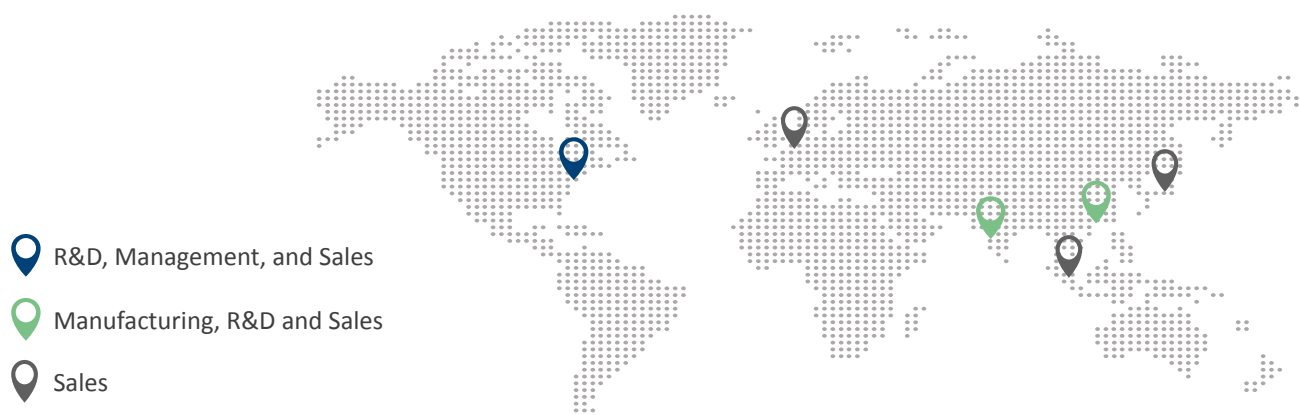 R&D, Management, and Sales
Manufacturing, R&D and Sales
Sales